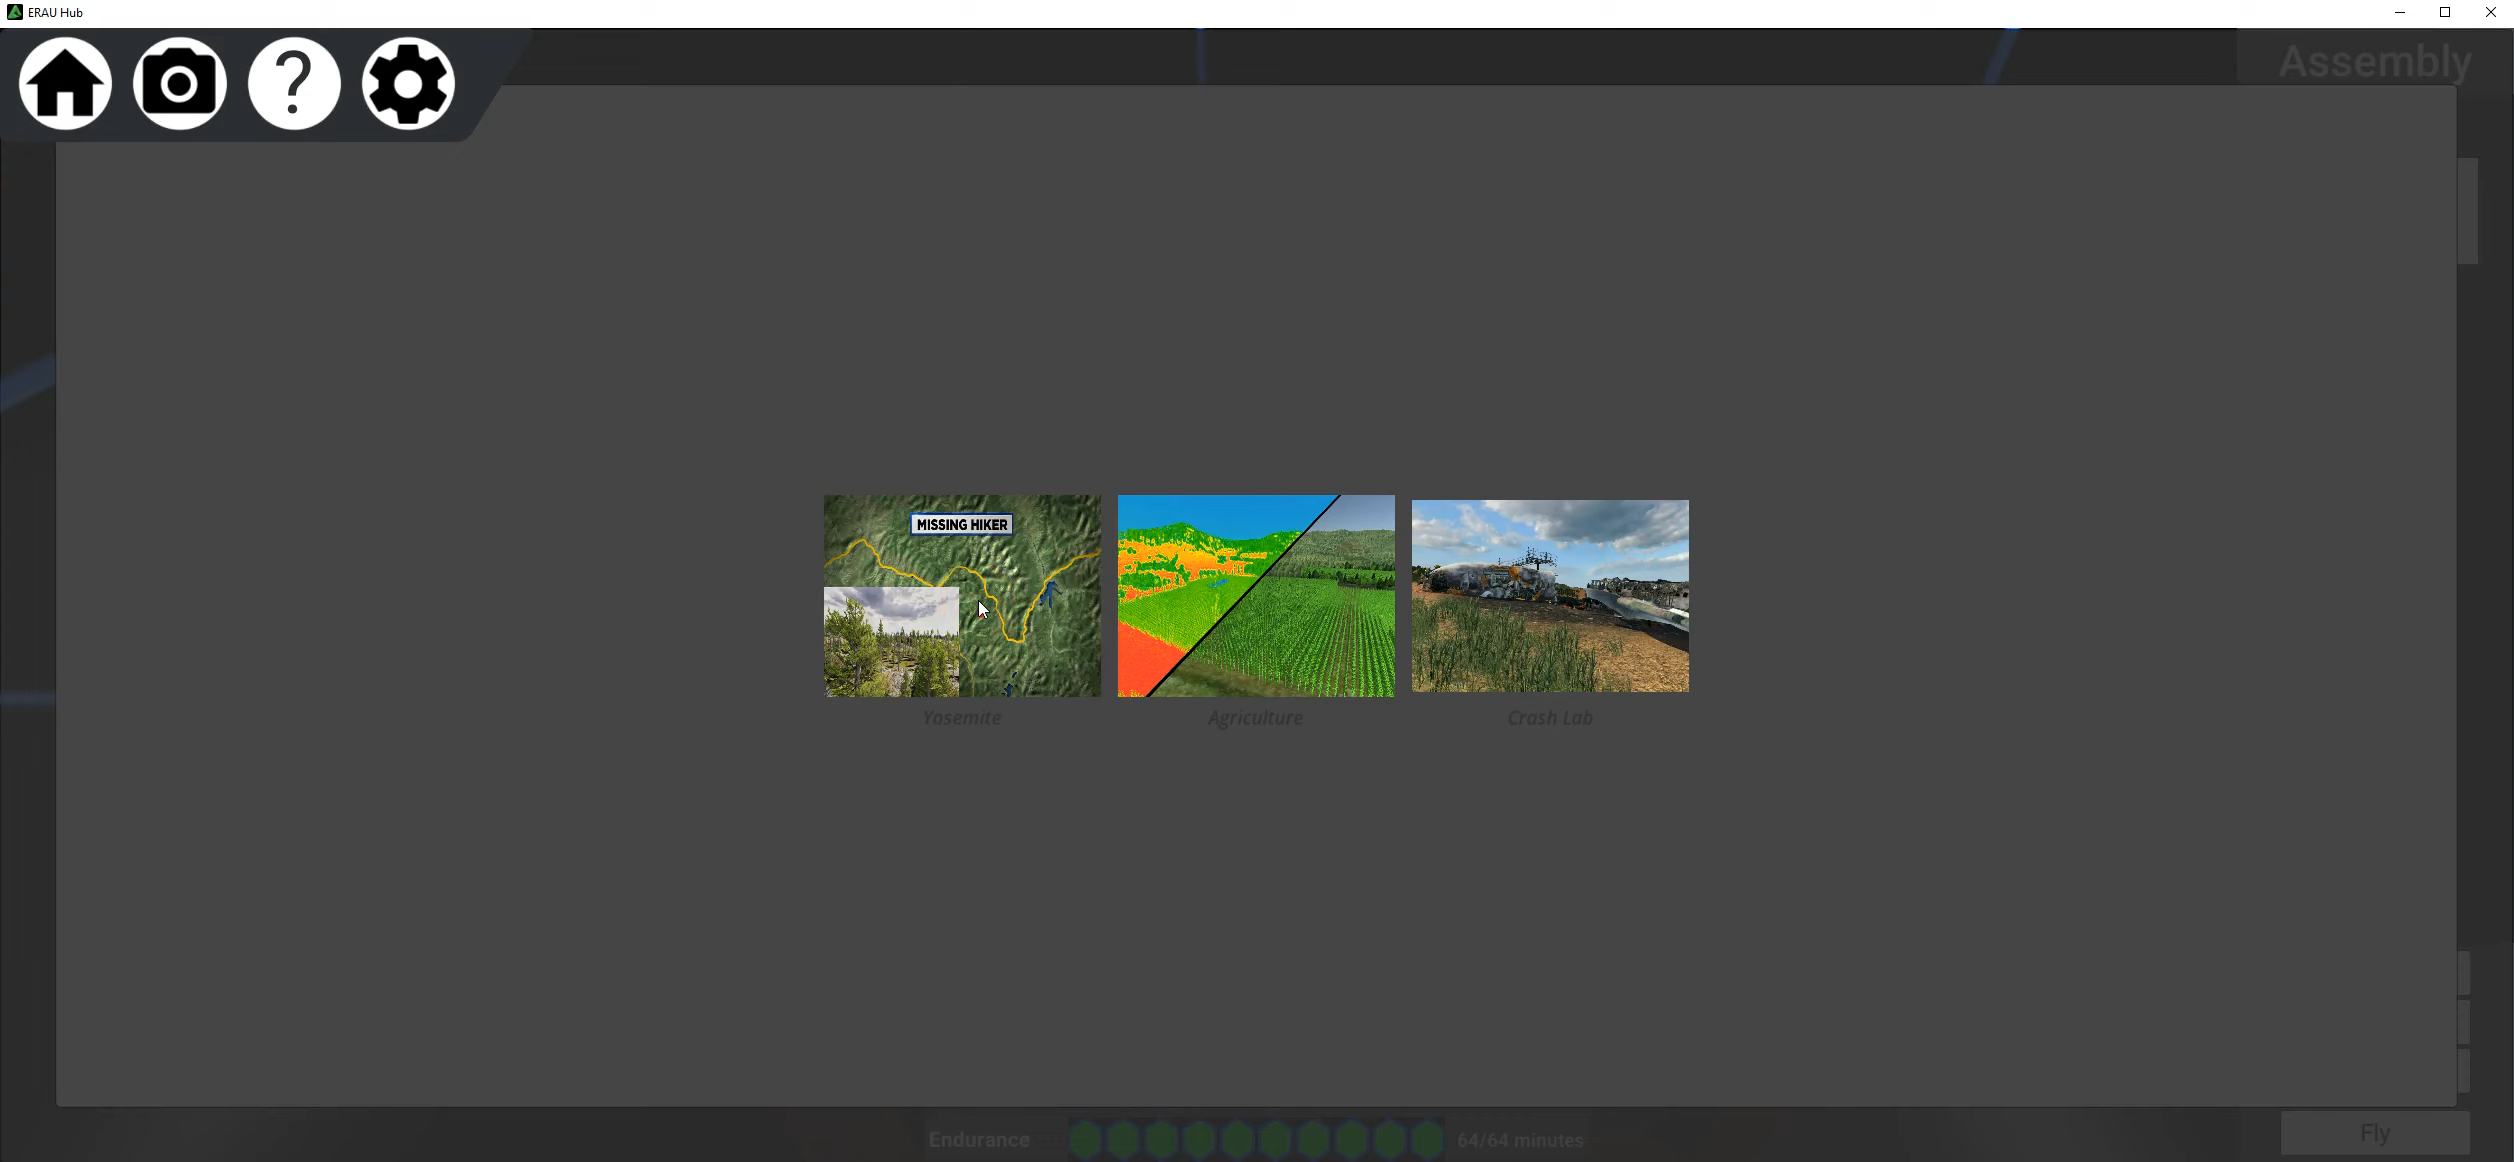 ERAU Hub
Assembly
MISSING HIKER
Yosemite
Agriculture
Crash Lab
Endurance
64/64 minutes
Fly